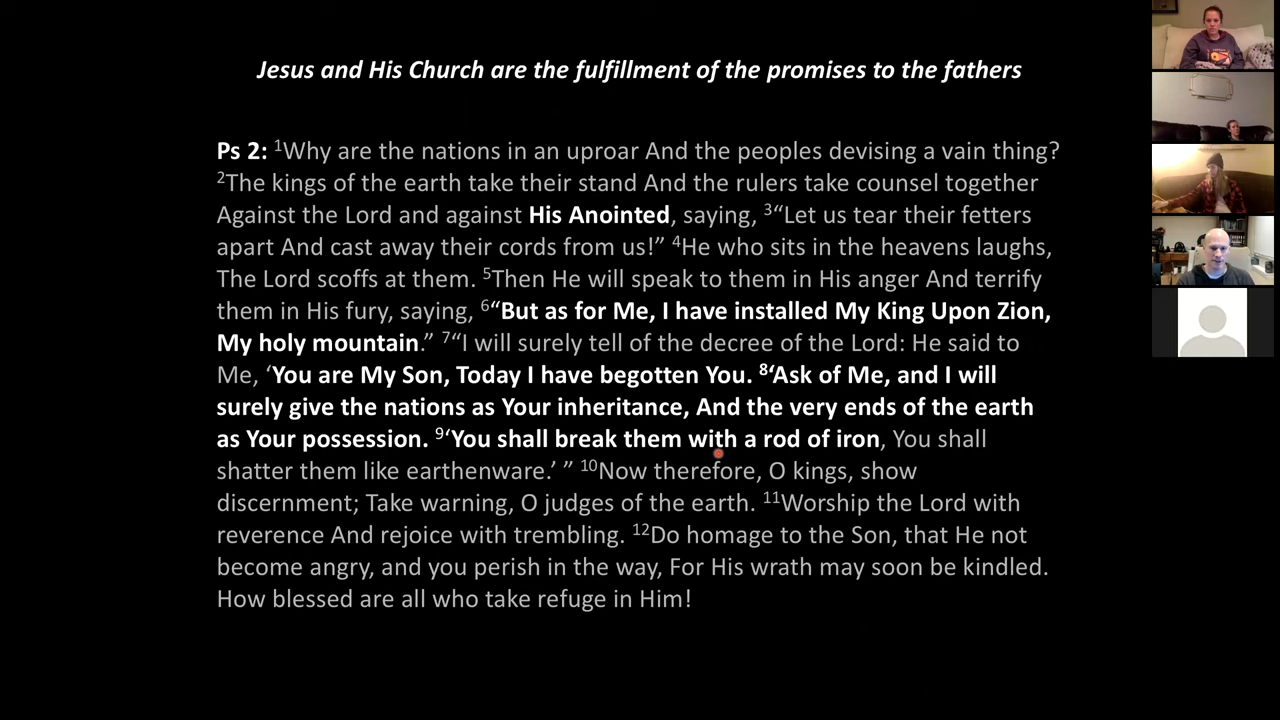 Jesus and His Church are the fulfillment of the promises to the fathers
Ps 2: 1Why are the nations in an uproar And the peoples devising a vain thing?
2The kings of the earth take their stand And the rulers take counsel together
Against the Lord and against His Anointed, saying, 3“Let us tear their fetters
apart And cast away their cords from us!” 4He who sits in the heavens laughs,
The Lord scoffs at them. 5Then He will speak to them in His anger And terrify
them in His fury, saying, 6“But as for Me, I have installed My King Upon Zion,
My holy mountain.” 7“I will surely tell of the decree of the Lord: He said to
Me, ‘You are My Son, Today I have begotten You. 8‘Ask of Me, and I will
surely give the nations as Your inheritance, And the very ends of the earth
as Your possession. 9‘You shall break them with a rod of iron, You shall
shatter them like earthenware.’ ” 10Now therefore, O kings, show
discernment; Take warning, O judges of the earth. 11Worship the Lord with
reverence And rejoice with trembling. 12Do homage to the Son, that He not
become angry, and you perish in the way, For His wrath may soon be kindled.
How blessed are all who take refuge in Him!